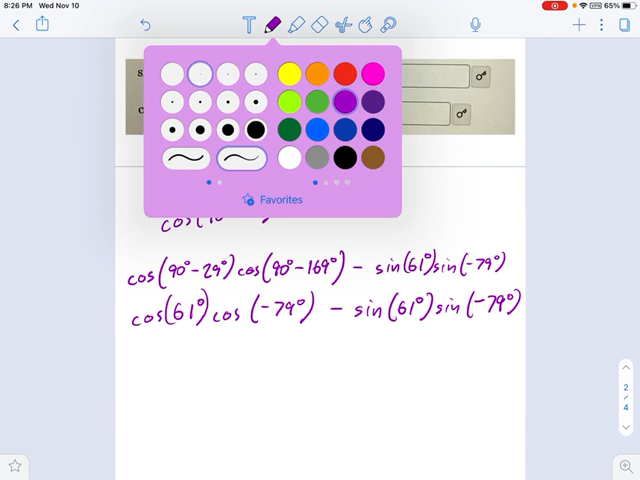 8:26 PM Wed Nov 10
VPN 65%
T
S
C
Favorites
cos(90°-29°)cos(90°-169°) - sin(61°)sin(-79°)
cos(61°)cos(-79°) - sin(61°)sin(-79°)
2
/
4